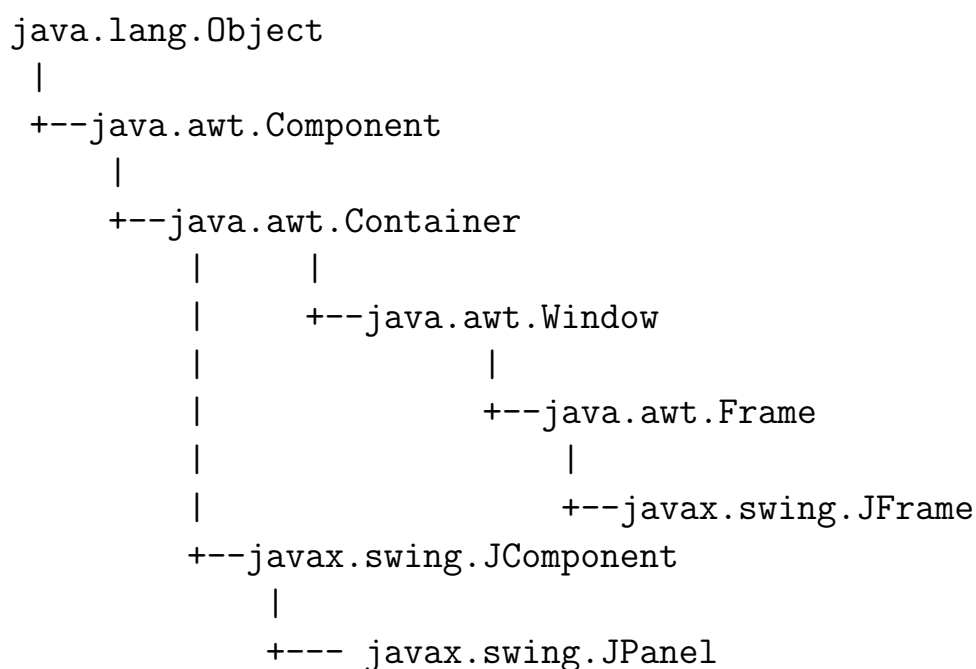 java.lang.Object
|
+--java.awt.Component
|
+--java.awt.Container
| |
| +--java.awt.Window
| |
| +--java.awt.Frame
| |
| +--javax.swing.JFrame
+--javax.swing.JComponent
|
+--- javax.swing.JPanel